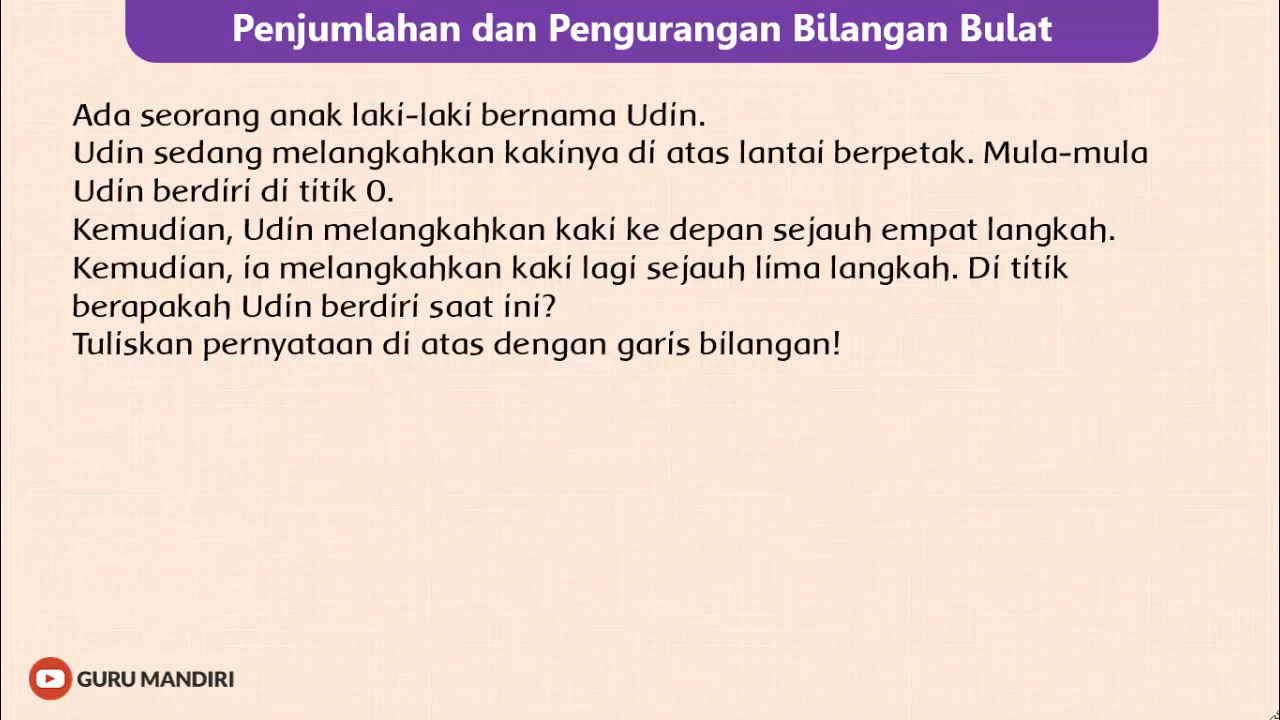 Penjumlahan dan Pengurangan Bilangan Bulat
Ada seorang anak laki-laki bernama Udin.
Udin sedang melangkahkan kakinya di atas lantai berpetak. Mula-mula
Udin berdiri di titik 0.
Kemudian, Udin melangkahkan kaki ke depan sejauh empat langkah.
Kemudian, ia melangkahkan kaki lagi sejauh lima langkah. Di titik
berapakah Udin berdiri saat ini?
Tuliskan pernyataan di atas dengan garis bilangan!
GURU MANDIRI